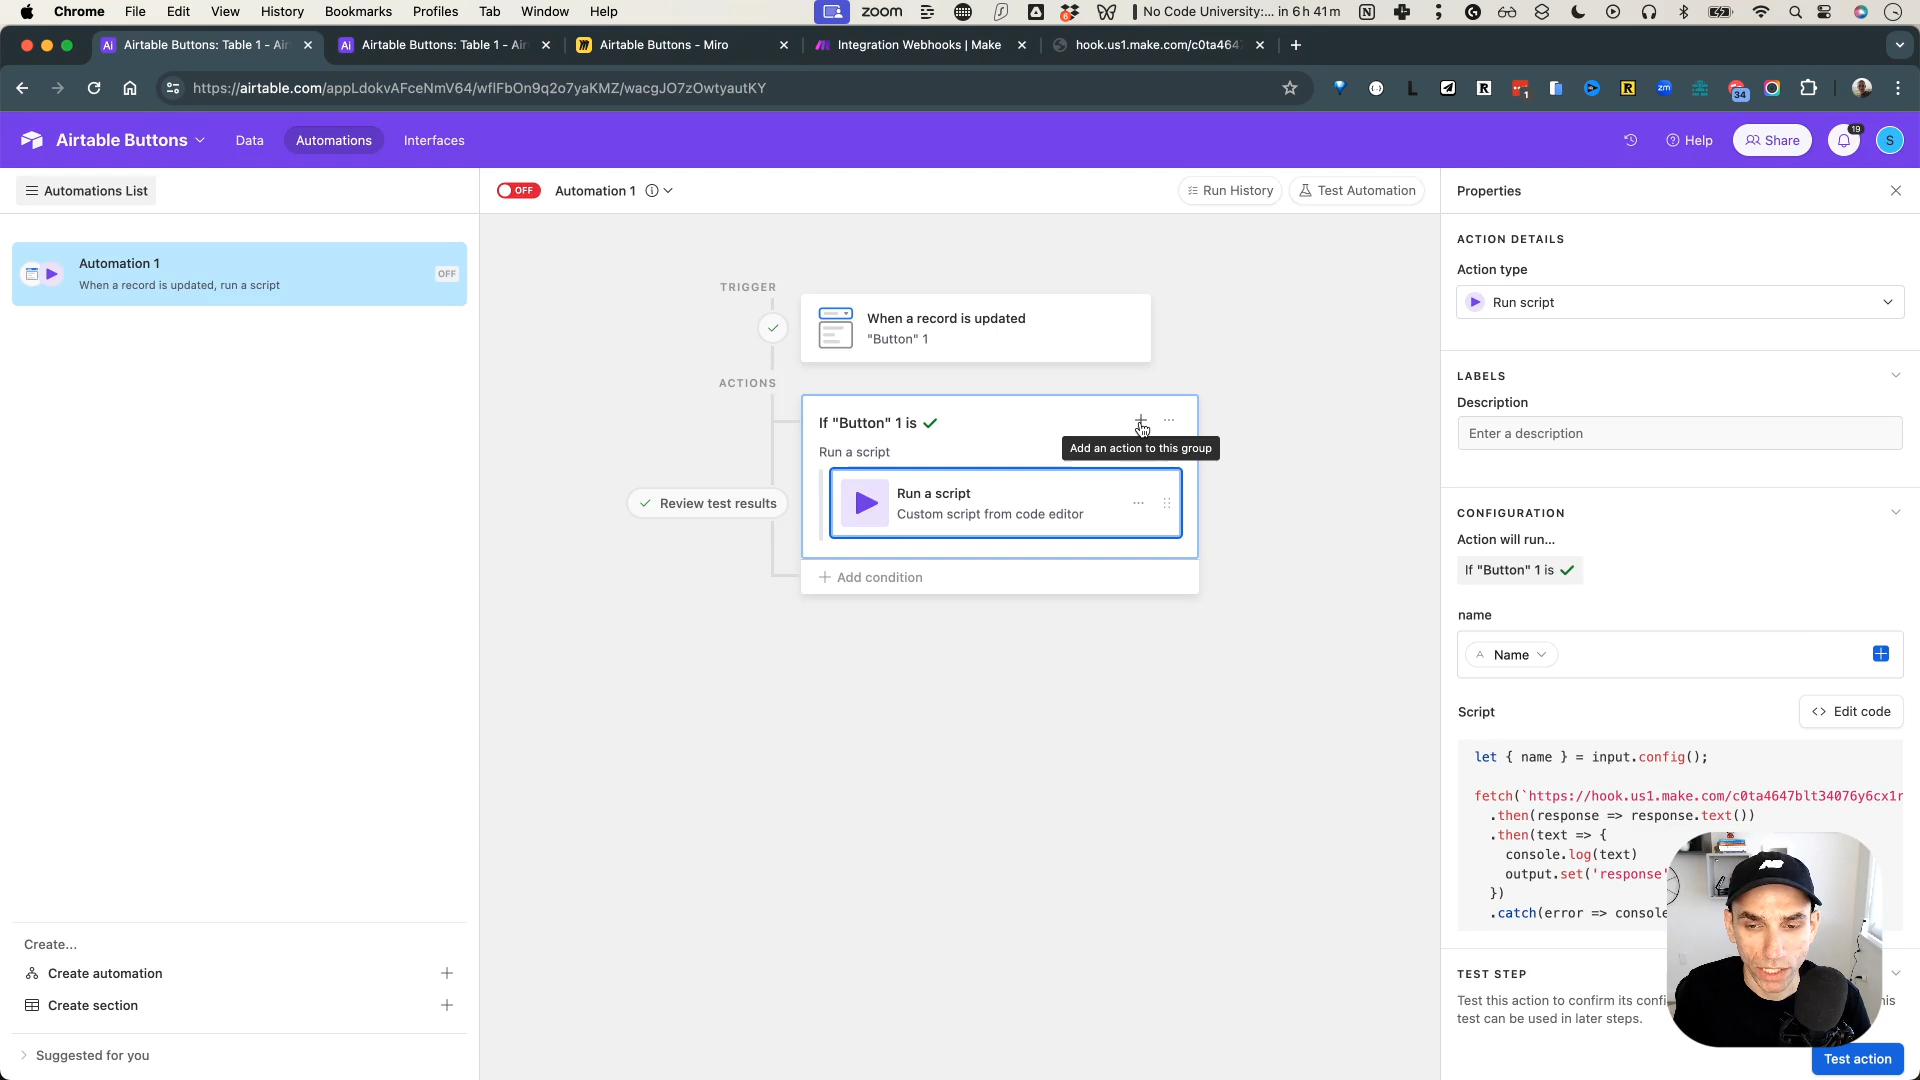 Chrome File Edit View History Bookmarks Profiles Tab Window Help
zoom
No Code University:... in 6 h 41 m
Airtable Buttons: Table 1 - Air
Airtable Buttons: Table 1 - Air
Airtable Buttons - Miro
Integration Webhooks | Make
hook.us1.make.com/c0ta464
https://airtable.com/appLdokvAFceNmV64/wflFbOn9q2o7yaKMZ/wacgJO7zOwtyautKY
Airtable Buttons
Data
Automations
Interfaces
Help
Share
19
S
Automations List
OFF
Automation 1
Run History
Test Automation
Properties
Automation 1
When a record is updated, run a script
OFF
TRIGGER
When a record is updated
"Button" 1
ACTIONS
If "Button" 1 is
Add an action to this group
Run a script
Run a script
Custom script from code editor
Review test results
Add condition
Create...
Create automation
Create section
Suggested for you
ACTION DETAILS
Action type
Run script
LABELS
Description
Enter a description
CONFIGURATION
Action will run...
If "Button" 1 is
name
A Name
Script
<> Edit code
let { name } = input.config();
fetch(`https://hook.us1.make.com/c0ta4647blt34076y6cx1r
.then(response => response.text())
.then(text => {
console.log(text)
output.set('response'
})
.catch(error => console
TEST STEP
Test this action to confirm its confi
test can be used in later steps.
Test action